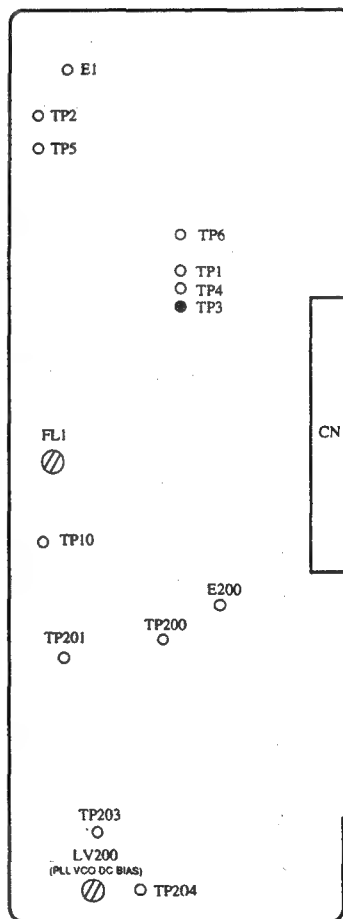 E1
TP2
TP5
TP6
TP1
TP4
TP3
CN
FL1
TP10
E200
TP200
TP201
TP203
LV200
(PLL VCO DC BIAS)
TP204